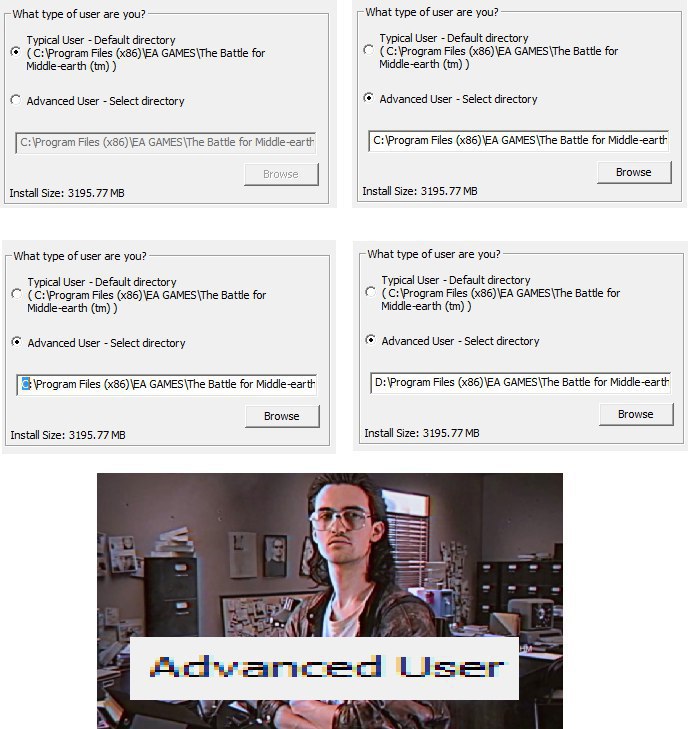 What type of user are you?
Typical User - Default directory
( C:\Program Files (x86)\EA GAMES\The Battle for
Middle-earth (tm) )
Advanced User - Select directory
C:\Program Files (x86)\EA GAMES\The Battle for Middle-earth
Browse
Install Size: 3195.77 MB
What type of user are you?
Typical User - Default directory
( C:\Program Files (x86)\EA GAMES\The Battle for
Middle-earth (tm) )
Advanced User - Select directory
C:\Program Files (x86)\EA GAMES\The Battle for Middle-earth
Browse
Install Size: 3195.77 MB
What type of user are you?
Typical User - Default directory
( C:\Program Files (x86)\EA GAMES\The Battle for
Middle-earth (tm) )
Advanced User - Select directory
C:\Program Files (x86)\EA GAMES\The Battle for Middle-earth
Browse
Install Size: 3195.77 MB
What type of user are you?
Typical User - Default directory
( C:\Program Files (x86)\EA GAMES\The Battle for
Middle-earth (tm) )
Advanced User - Select directory
D:\Program Files (x86)\EA GAMES\The Battle for Middle-earth
Browse
Install Size: 3195.77 MB
Advanced User